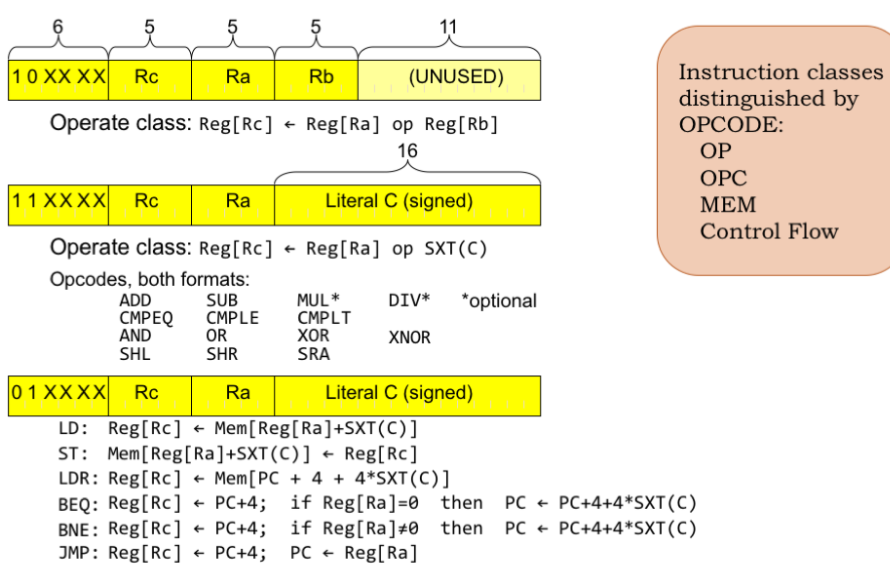 6 5 5 5 11
1 0 XX XX Rc Ra Rb (UNUSED)
Operate class: Reg[Rc] ← Reg[Ra] op Reg[Rb]
16
1 1 XX XX Rc Ra Literal C (signed)
Operate class: Reg[Rc] ← Reg[Ra] op SXT(C)
Opcodes, both formats:
ADD SUB MUL* DIV* *optional
CMPEQ CMPLE CMPLT
AND OR XOR XNOR
SHL SHR SRA
0 1 XX XX Rc Ra Literal C (signed)
LD: Reg[Rc] ← Mem[Reg[Ra]+SXT(C)]
ST: Mem[Reg[Ra]+SXT(C)] ← Reg[Rc]
LDR: Reg[Rc] ← Mem[PC + 4 + 4*SXT(C)]
BEQ: Reg[Rc] ← PC+4; if Reg[Ra]=0 then PC ← PC+4+4*SXT(C)
BNE: Reg[Rc] ← PC+4; if Reg[Ra]≠0 then PC ← PC+4+4*SXT(C)
JMP: Reg[Rc] ← PC+4; PC ← Reg[Ra]
Instruction classes
distinguished by
OPCODE:
OP
OPC
MEM
Control Flow